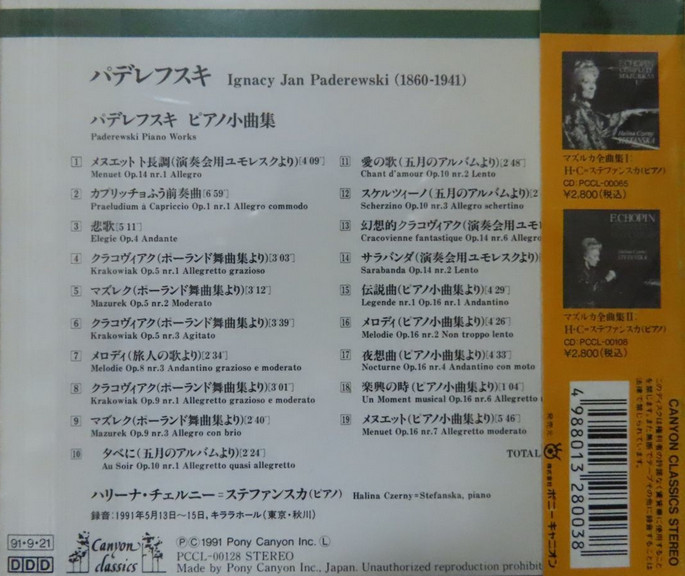 パデレフスキ Ignacy Jan Paderewski (1860-1941)
パデレフスキ ピアノ小曲集
Paderewski Piano Works
1 メヌエット ト長調(演奏会用ユモレスクより)[4'09"]
Menuet Op.14 nr.1 Allegro
2 カプリッチョふう前奏曲[6'59"]
Praeludium à Capriccio Op.1 nr.1 Allegro commodo
3 悲歌[5'11"]
Elegie Op.4 Andante
4 クラコヴィアク(ポーランド舞曲集より)[3'03"]
Krakowiak Op.5 nr.1 Allegretto grazioso
5 マズレク(ポーランド舞曲集より)[3'12"]
Mazurek Op.5 nr.2 Moderato
6 クラコヴィアク(ポーランド舞曲集より)[3'39"]
Krakowiak Op.5 nr.3 Agitato
7 メロディ(旅人の歌より)[2'34"]
Melodie Op.8 nr.3 Andantino grazioso e moderato
8 クラコヴィアク(ポーランド舞曲集より)[3'01"]
Krakowiak Op.9 nr.1 Allegretto grazioso e moderato
9 マズレク(ポーランド舞曲集より)[2'40"]
Mazurek Op.9 nr.3 Allegro con brio
10 夕べに(五月のアルバムより)[2'24"]
Au Soir Op.10 nr.1 Allegretto quasi allegretto
11 愛の歌(五月のアルバムより)[2'48"]
Chant d'amour Op.10 nr.2 Lento
12 スケルツィーノ(五月のアルバムより)[2
Scherzino Op.10 nr.3 Allegro schertino
13 幻想的クラコヴィアク(演奏会用ユモレ
Cracovienne fantastique Op.14 nr.6 Allegro
14 サラバンダ(演奏会用ユモレスクより)[
Sarabanda Op.14 nr.2 Lento
15 伝説曲(ピアノ小曲集より)[4'29"]
Legende nr.1 Op.16 nr.1 Andantino
16 メロディ(ピアノ小曲集より)[4'26"]
Melodie Op.16 nr.2 Non troppo lento
17 夜想曲(ピアノ小曲集より)[4'33"]
Nocturne Op.16 nr.4 Andantino con moto
18 楽興の時(ピアノ小曲集より)[1'04"]
Un Moment musical Op.16 nr.6 Allegro
19 メヌエット(ピアノ小曲集より)[5'46"]
Menuet Op.16 nr.7 Allegretto moderato
TOTAL
ハリーナ・チェルニー=ステファンスカ(ピアノ) Halina Czerny=Stefanska, piano
録音:1991年5月13日〜15日,キララホール(東京・秋川)
91・9・21
DDD
Canyon classics
Ⓟ Ⓒ 1991 Pony Canyon Inc. Ⓛ
PCCL-00128 STEREO
Made by Pony Canyon Inc., Japan. Unauthorized reproduction prohibit
F.CHOPIN
COMPLETE
MAZURKAS I
Halina Czerny
STEFANSKA
マズルカ全曲集I:
H・C=ステファンスカ(ピアノ)
CD:PCCL-00065
¥2,800(税込)
F.CHOPIN
マズルカ全曲集II:
H・C=ステファンスカ(ピアノ)
CD:PCCL-00108
¥2,800(税込)
CANYON CLASSICS STEREO
4988013280038
発売元
株式会社 ポニーキャニオン